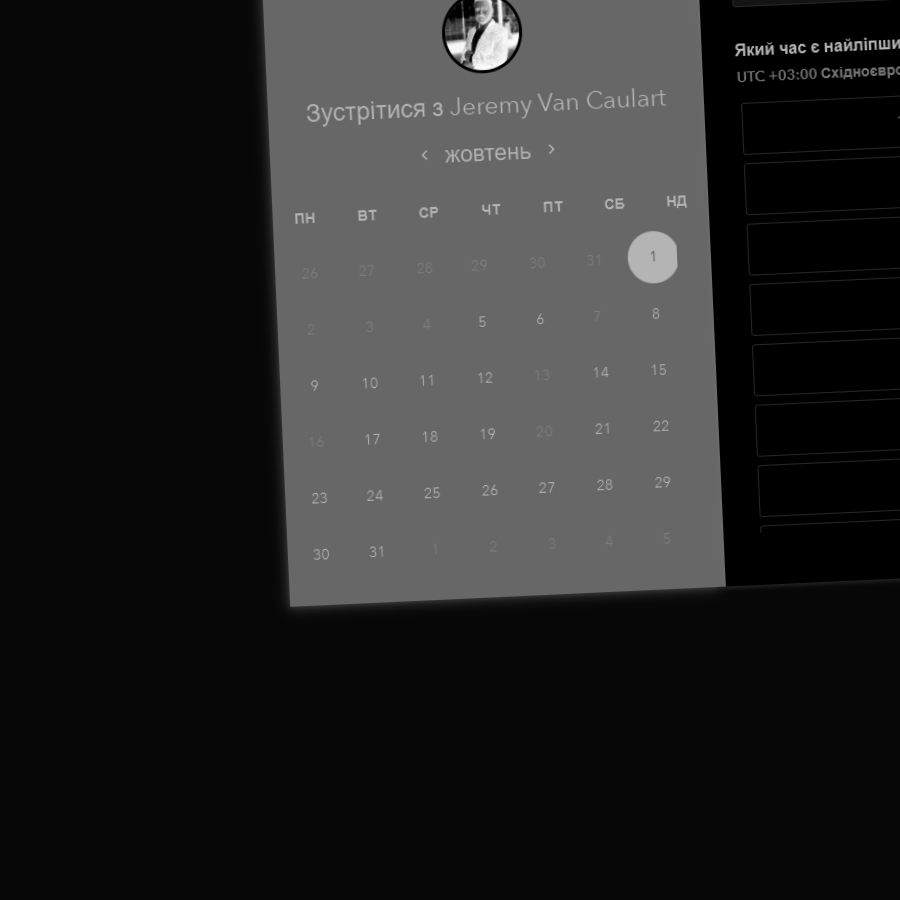 Зустрітися з Jeremy Van Caulart
жовтень
ПН ВТ СР ЧТ ПТ СБ НД
26 27 28 29 30 31 1
2 3 4 5 6 7 8
9 10 11 12 13 14 15
16 17 18 19 20 21 22
23 24 25 26 27 28 29
30 31 1 2 3 4 5
Який час є найліпши
UTC +03:00 Східноєвро